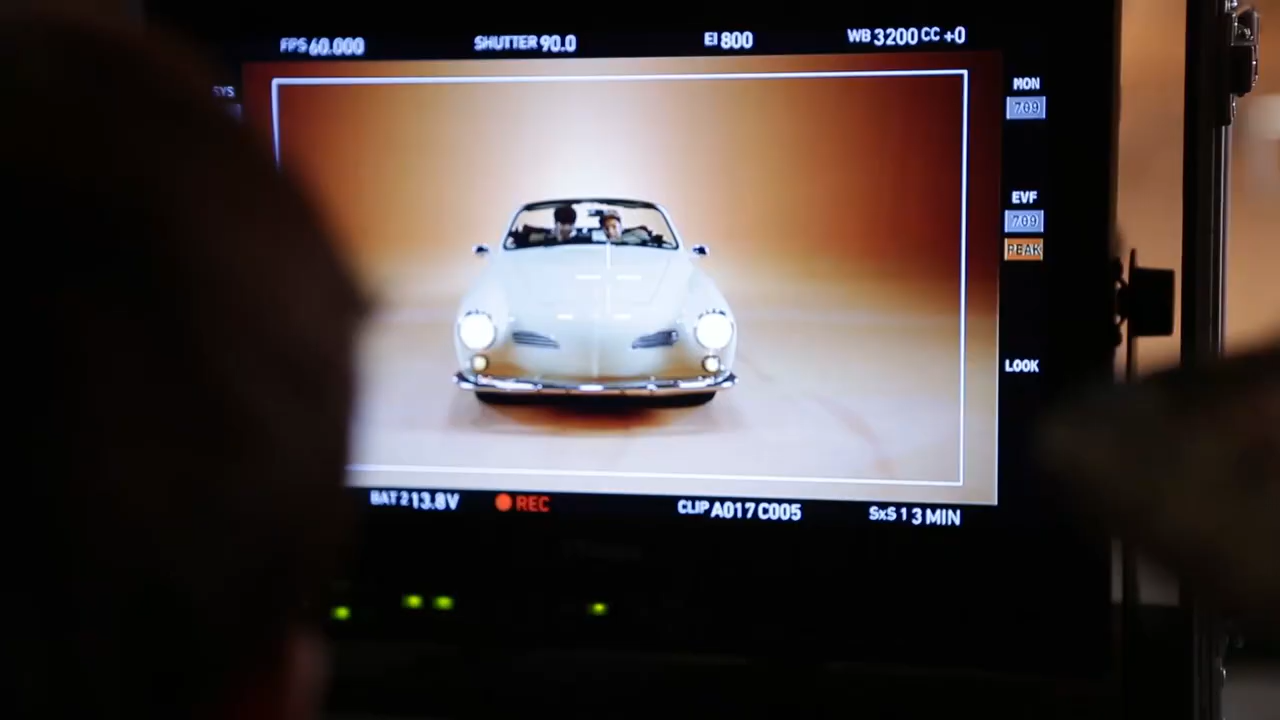 FPS 60.000 SHUTTER 90.0 EI 800 WB 3200 CC +0
SYS
MON
709
EVF
709
PEAK
LOOK
BAT 2 13.8V REC CLIP A017 C005 SxS 1 3 MIN